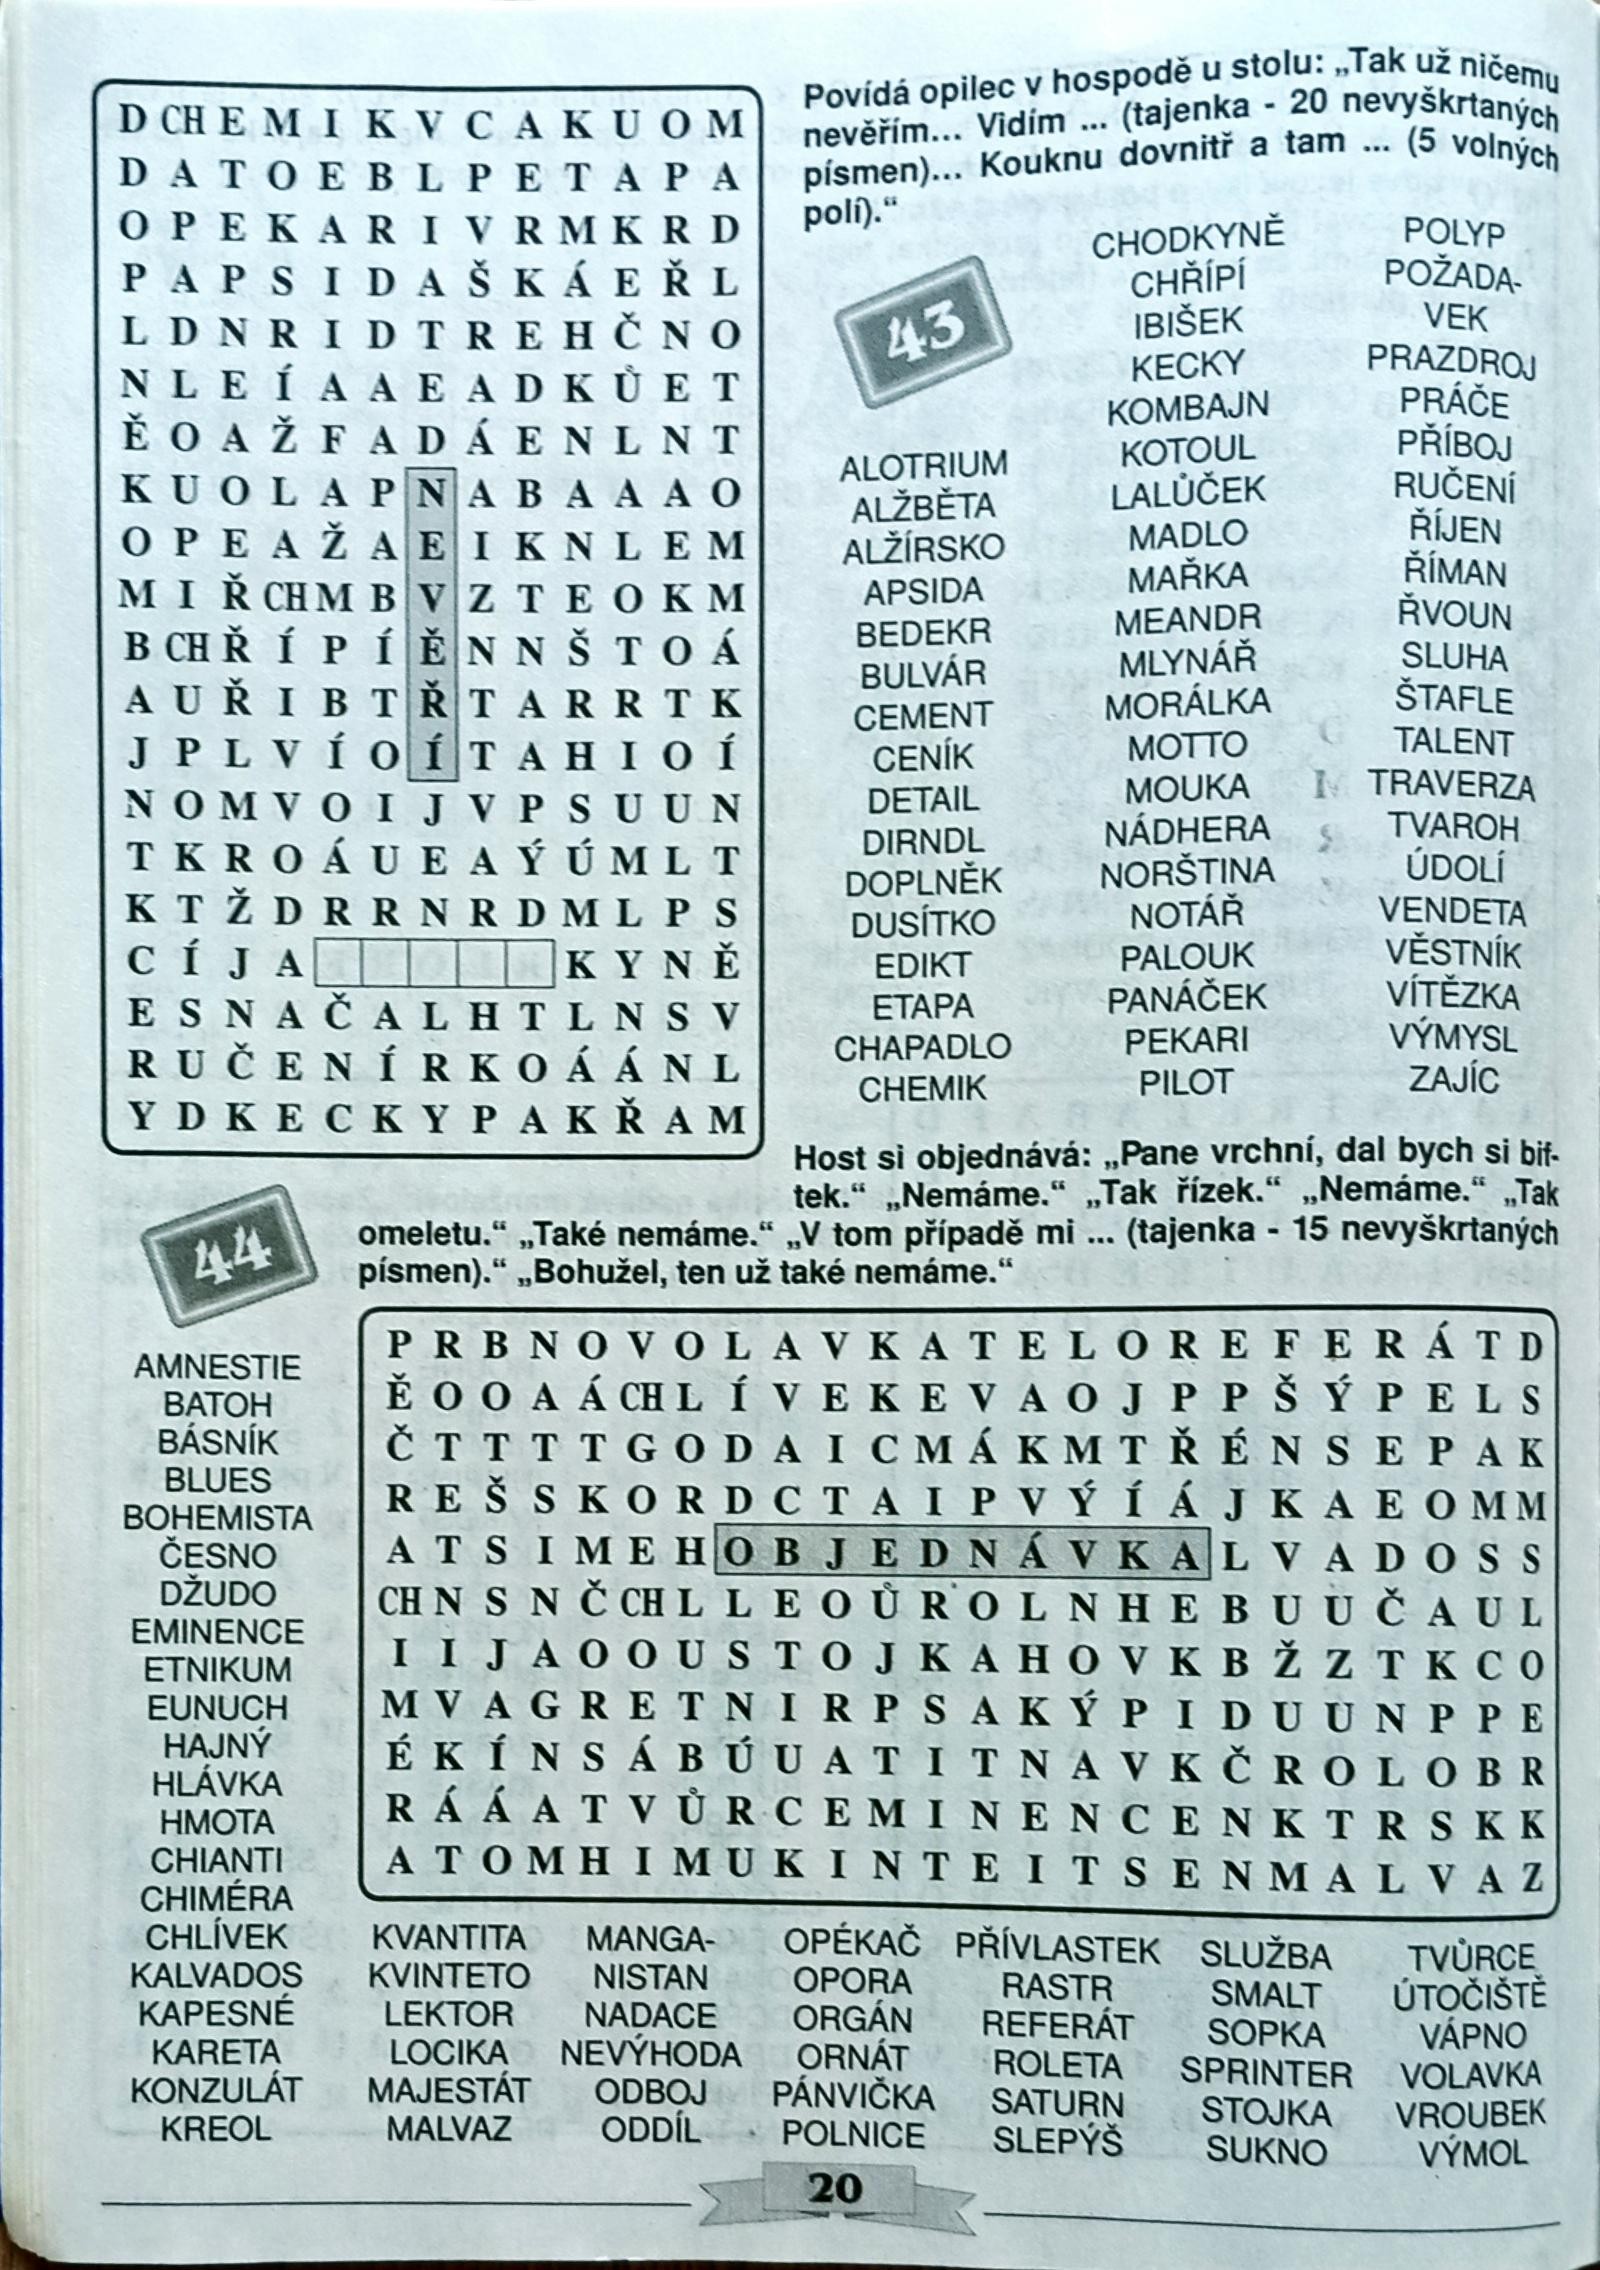 Povídá opilec v hospodě u stolu: „Tak už ničemu
nevěřím... Vidím ... (tajenka - 20 nevyškrtaných
písmen)... Kouknu dovnitř a tam ... (5 volných
polí).“
D CH E M I K V C A K U O M
D A T O E B L P E T A P A
O P E K A R I V R M K R D
P A P S I D A Š K Á E Ř L
L D N R I D T R E H Č N O
N L E Í A A E A D K Ů E T
Ě O A Ž F A D Á E N L N T
K U O L A P N A B A A A O
O P E A Ž A E I K N L E M
M I Ř CH M B V Z T E O K M
B CH Ř Í P Í Ě N N Š T O Á
A U Ř I B T Ř T A R R T K
J P L V Í O Í T A H I O Í
N O M V O I J V P S U U N
T K R O Á U E A Ý Ú M L T
K T Ž D R R N R D M L P S
C Í J A K Y N Ě
E S N A Č A L H T L N S V
R U Č E N Í R K O Á Á N L
Y D K E C K Y P A K Ř A M
43
ALOTRIUM
ALŽBĚTA
ALŽÍRSKO
APSIDA
BEDEKR
BULVÁR
CEMENT
CENÍK
DETAIL
DIRNDL
DOPLNĚK
DUSÍTKO
EDIKT
ETAPA
CHAPADLO
CHEMIK
CHODKYNĚ
CHŘÍPÍ
IBIŠEK
KECKY
KOMBAJN
KOTOUL
LALŮČEK
MADLO
MAŘKA
MEANDR
MLYNÁŘ
MORÁLKA
MOTTO
MOUKA
NÁDHERA
NORŠTINA
NOTÁŘ
PALOUK
PANÁČEK
PEKARI
PILOT
POLYP
POŽADA-
VEK
PRAZDROJ
PRÁČE
PŘÍBOJ
RUČENÍ
ŘÍJEN
ŘÍMAN
ŘVOUN
SLUHA
ŠTAFLE
TALENT
TRAVERZA
TVAROH
ÚDOLÍ
VENDETA
VĚSTNÍK
VÍTĚZKA
VÝMYSL
ZAJÍC
44
Host si objednává: „Pane vrchní, dal bych si bif-
tek.“ „Nemáme.“ „Tak řízek.“ „Nemáme.“ „Tak
omeletu.“ „Také nemáme.“ „V tom případě mi ... (tajenka - 15 nevyškrtaných
písmen).“ „Bohužel, ten už také nemáme.“
P R B N O V O L A V K A T E L O R E F E R Á T D
Ě O O A Á CH L Í V E K E V A O J P P Š Ý P E L S
Č T T T T G O D A I C M Á K M T Ř É N S E P A K
R E Š S K O R D C T A I P V Ý Í Á J K A E O M M
A T S I M E H O B J E D N Á V K A L V A D O S S
CH N S N Č CH L L E O Ů R O L N H E B U U Č A U L
I I J A O O U S T O J K A H O V K B Ž Z T K C O
M V A G R E T N I R P S A K Ý P I D U U N P P E
É K Í N S Á B Ú U A T I T N A V K Č R O L O B R
R Á Á A T V Ů R C E M I N E N C E N K T R S K K
A T O M H I M U K I N T E I T S E N M A L V A Z
AMNESTIE
BATOH
BÁSNÍK
BLUES
BOHEMISTA
ČESNO
DŽUDO
EMINENCE
ETNIKUM
EUNUCH
HAJNÝ
HLÁVKA
HMOTA
CHIANTI
CHIMÉRA
CHLÍVEK
KALVADOS
KAPESNÉ
KARETA
KONZULÁT
KREOL
KVANTITA
KVINTETO
LEKTOR
LOCIKA
MAJESTÁT
MALVAZ
MANGA-
NISTAN
NADACE
NEVÝHODA
ODBOJ
ODDÍL
OPÉKAČ
OPORA
ORGÁN
ORNÁT
PÁNVIČKA
POLNICE
PŘÍVLASTEK
RASTR
REFERÁT
ROLETA
SATURN
SLEPÝŠ
SLUŽBA
SMALT
SOPKA
SPRINTER
STOJKA
SUKNO
TVŮRCE
ÚTOČIŠTĚ
VÁPNO
VOLAVKA
VROUBEK
VÝMOL
20